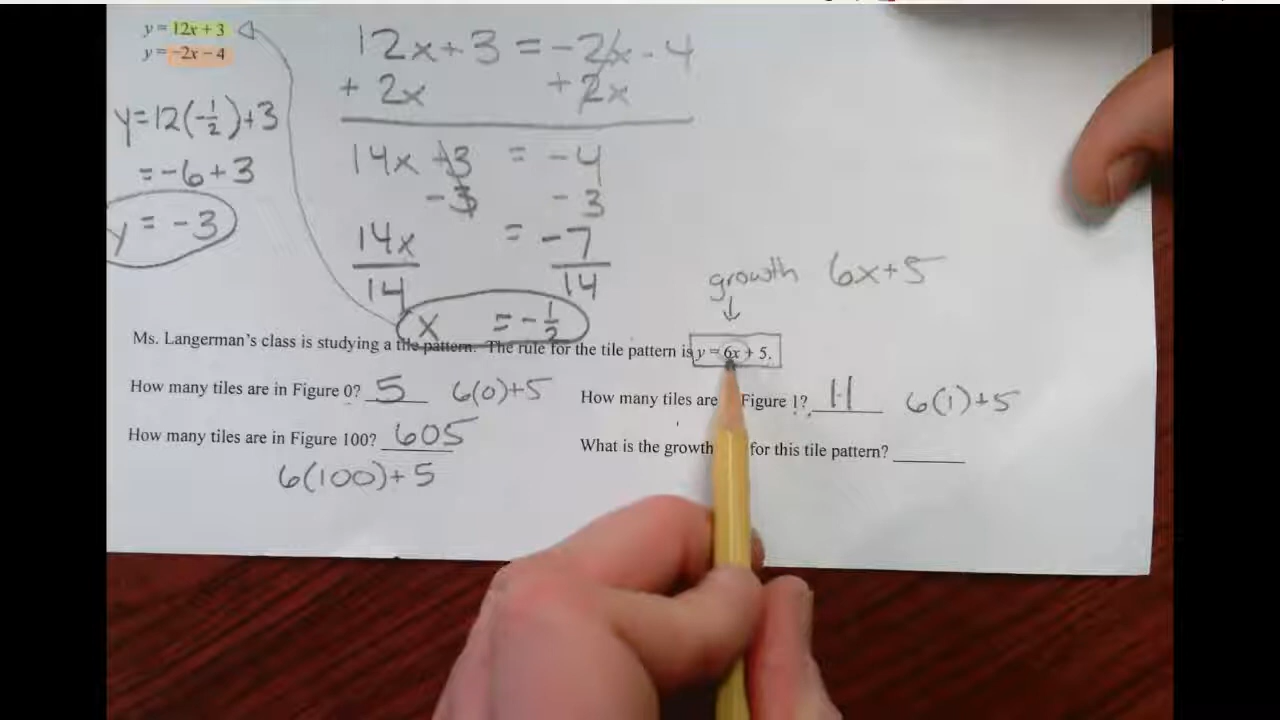 y = 12x + 3
y = -2x - 4
12x + 3 = -2x - 4
+ 2x + 2x
y = 12(-1/2) + 3
= -6 + 3
y = -3
14x + 3 = -4
- 3 - 3
14x = -7
14 14
x = -1/2
growth 6x + 5
↓
Ms. Langerman's class is studying a tile pattern. The rule for the tile pattern is y = 6x + 5.
How many tiles are in Figure 0? 5 6(0) + 5
How many tiles are Figure 1? 11 6(1) + 5
How many tiles are in Figure 100? 605
6(100) + 5
What is the growth for this tile pattern?